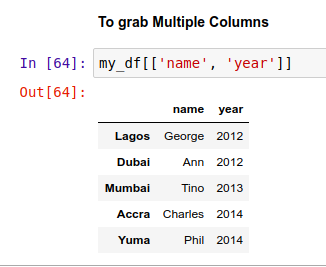 To grab Multiple Columns
In [64]: my_df[['name', 'year']]
Out[64]:
name year
Lagos George 2012
Dubai Ann 2012
Mumbai Tino 2013
Accra Charles 2014
Yuma Phil 2014